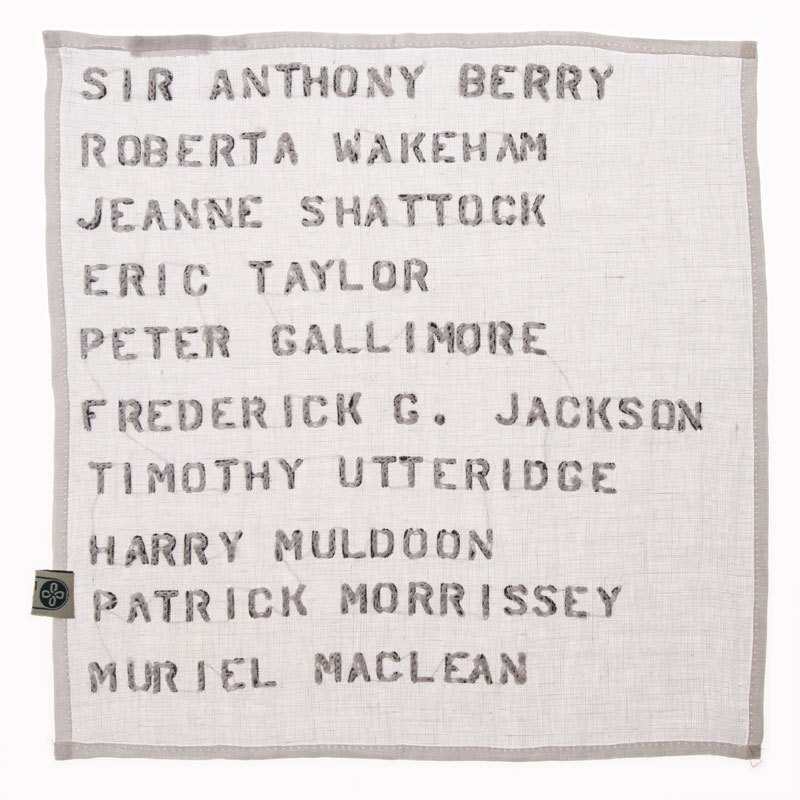 SIR ANTHONY BERRY
ROBERTA WAKEHAM
JEANNE SHATTOCK
ERIC TAYLOR
PETER GALLIMORE
FREDERICK G. JACKSON
TIMOTHY UTTERIDGE
HARRY MULDOON
PATRICK MORRISSEY
MURIEL MACLEAN